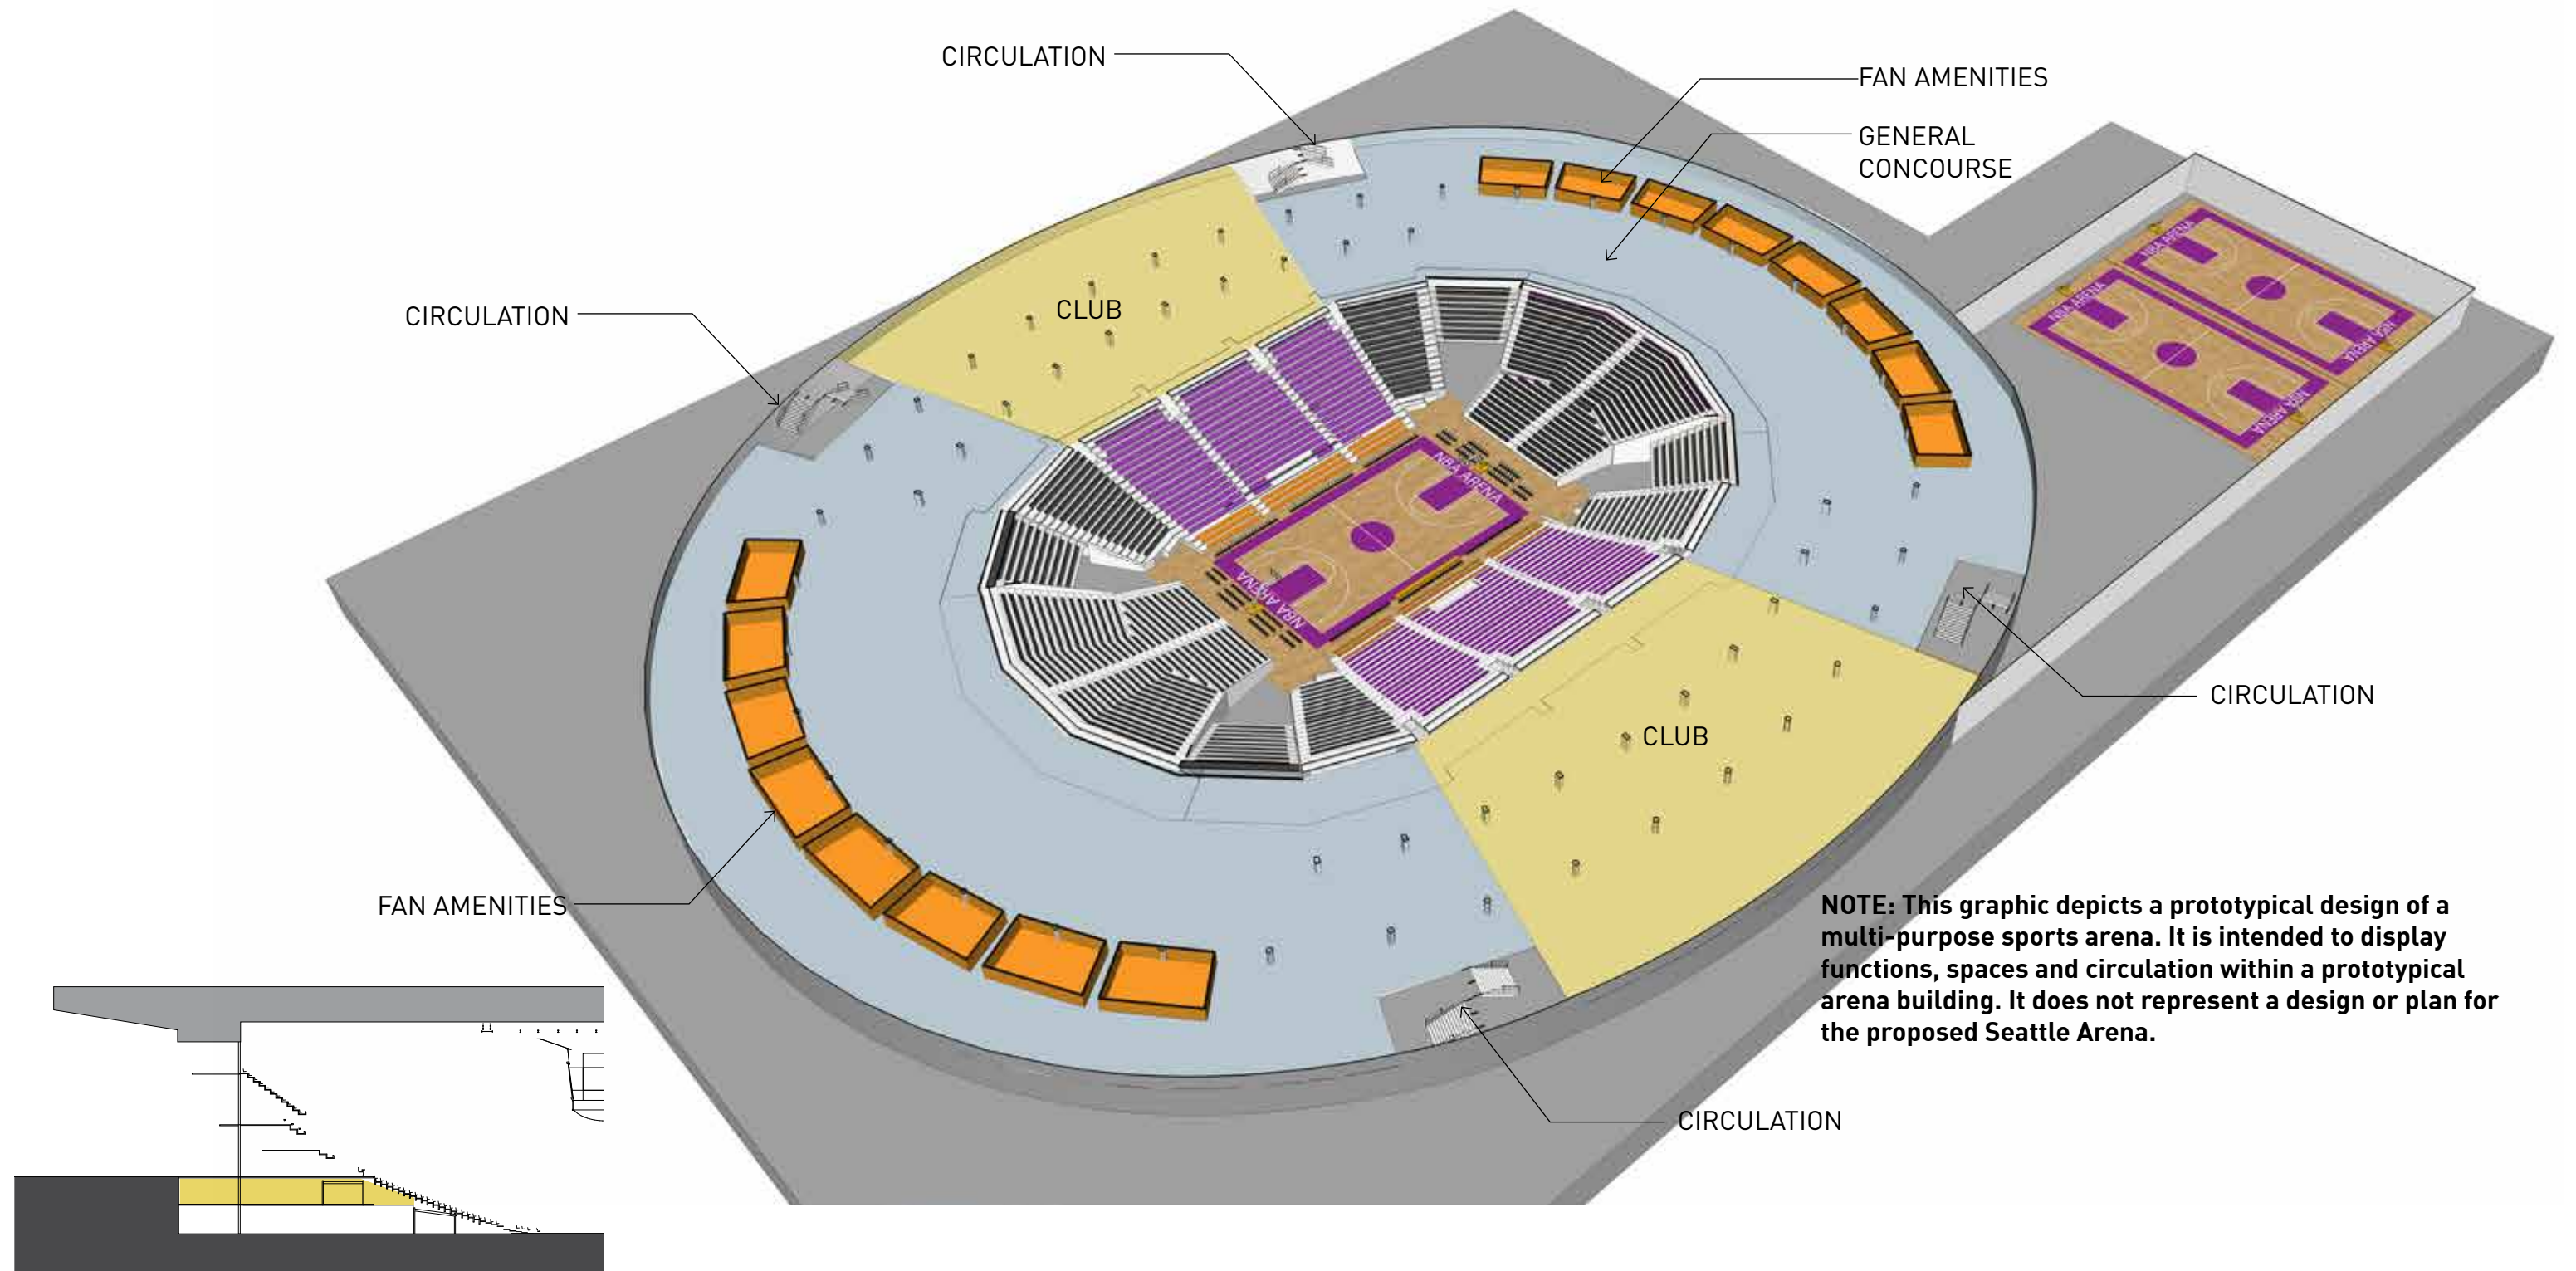 CIRCULATION
FAN AMENITIES
GENERAL
CONCOURSE
NBA ARENA
NBA ARENA
NBA ARENA
NBA ARENA
CIRCULATION
CLUB
NBA ARENA
NBA ARENA
CIRCULATION
CLUB
FAN AMENITIES
NOTE: This graphic depicts a prototypical design of a
multi-purpose sports arena. It is intended to display
functions, spaces and circulation within a prototypical
arena building. It does not represent a design or plan for
the proposed Seattle Arena.
CIRCULATION